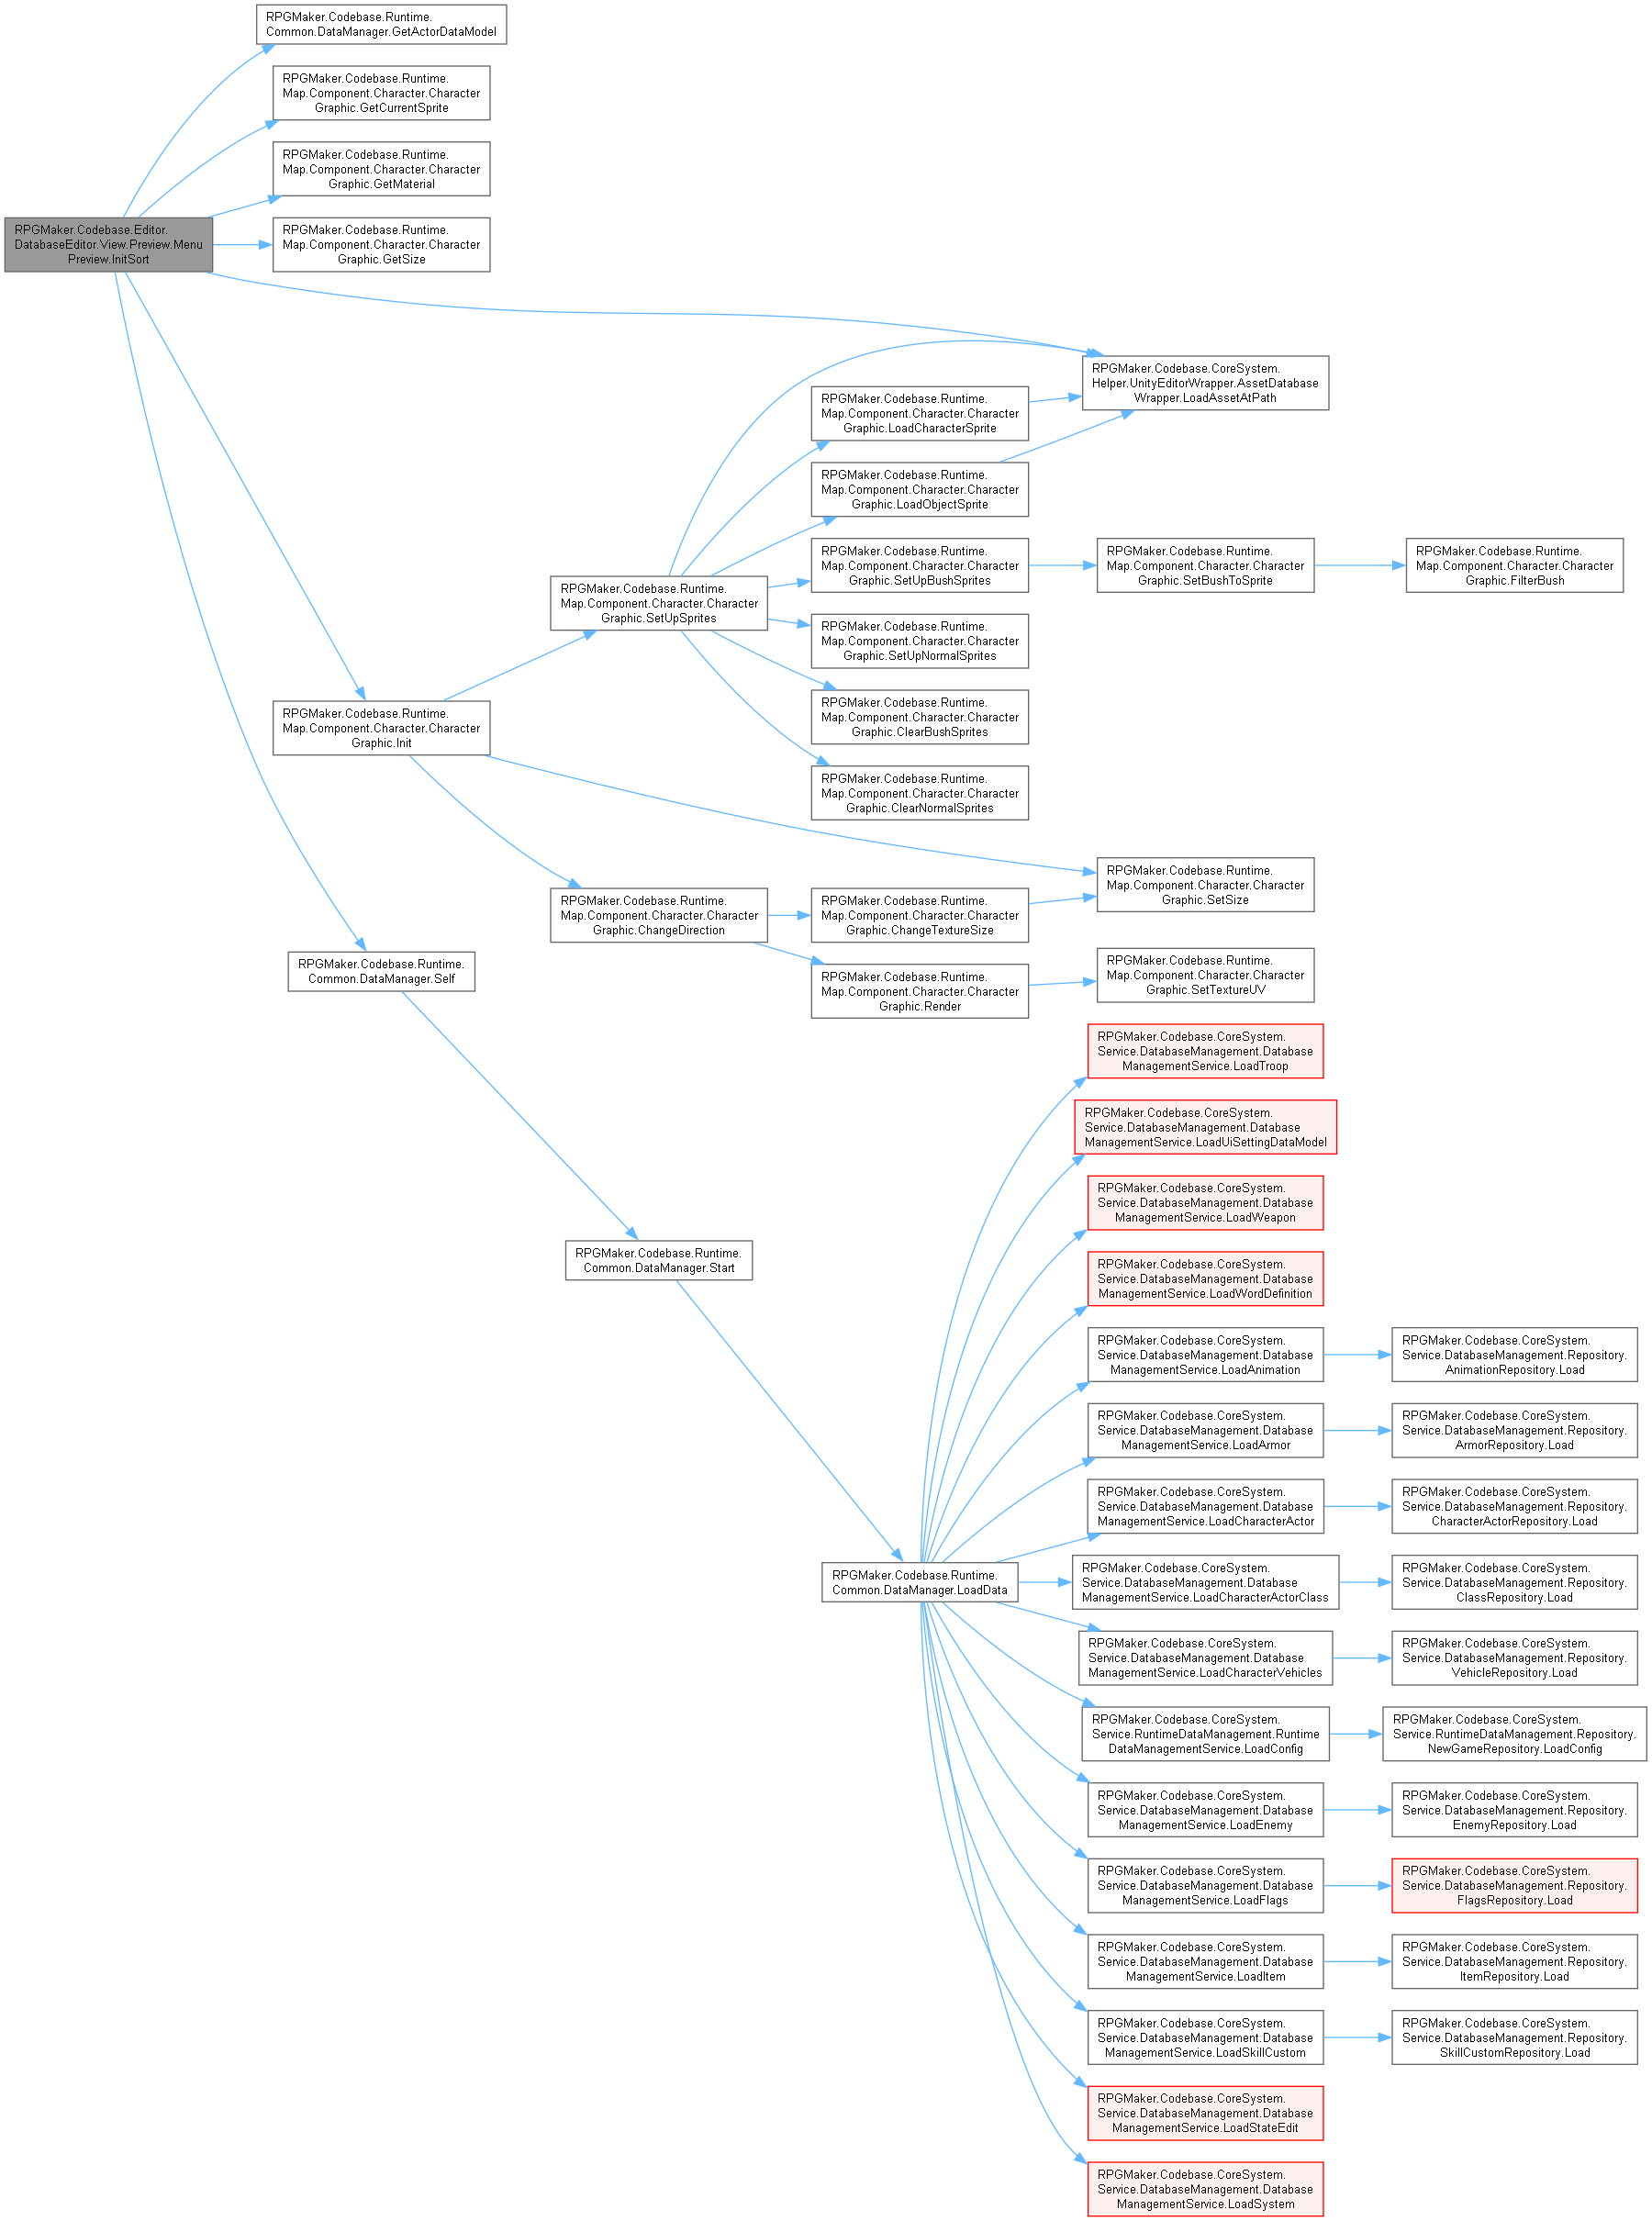 RPGMaker.Codebase.Runtime.
Common.DataManager.GetActorDataModel
RPGMaker.Codebase.Runtime.
Map.Component.Character.Character
Graphic.GetCurrentSprite
RPGMaker.Codebase.Runtime.
Map.Component.Character.Character
Graphic.GetMaterial
RPGMaker.Codebase.Editor.
DatabaseEditor.View.Preview.Menu
Preview.InitSort
RPGMaker.Codebase.Runtime.
Map.Component.Character.Character
Graphic.GetSize
RPGMaker.Codebase.CoreSystem.
Helper.UnityEditorWrapper.AssetDatabase
Wrapper.LoadAssetAtPath
RPGMaker.Codebase.Runtime.
Map.Component.Character.Character
Graphic.LoadCharacterSprite
RPGMaker.Codebase.Runtime.
Map.Component.Character.Character
Graphic.LoadObjectSprite
RPGMaker.Codebase.Runtime.
Map.Component.Character.Character
Graphic.SetUpBushSprites
RPGMaker.Codebase.Runtime.
Map.Component.Character.Character
Graphic.SetBushToSprite
RPGMaker.Codebase.Runtime.
Map.Component.Character.Character
Graphic.FilterBush
RPGMaker.Codebase.Runtime.
Map.Component.Character.Character
Graphic.SetUpSprites
RPGMaker.Codebase.Runtime.
Map.Component.Character.Character
Graphic.SetUpNormalSprites
RPGMaker.Codebase.Runtime.
Map.Component.Character.Character
Graphic.ClearBushSprites
RPGMaker.Codebase.Runtime.
Map.Component.Character.Character
Graphic.Init
RPGMaker.Codebase.Runtime.
Map.Component.Character.Character
Graphic.ClearNormalSprites
RPGMaker.Codebase.Runtime.
Map.Component.Character.Character
Graphic.SetSize
RPGMaker.Codebase.Runtime.
Map.Component.Character.Character
Graphic.ChangeDirection
RPGMaker.Codebase.Runtime.
Map.Component.Character.Character
Graphic.ChangeTextureSize
RPGMaker.Codebase.Runtime.
Common.DataManager.Self
RPGMaker.Codebase.Runtime.
Map.Component.Character.Character
Graphic.Render
RPGMaker.Codebase.Runtime.
Map.Component.Character.Character
Graphic.SetTextureUV
RPGMaker.Codebase.CoreSystem.
Service.DatabaseManagement.Database
ManagementService.LoadTroop
RPGMaker.Codebase.CoreSystem.
Service.DatabaseManagement.Database
ManagementService.LoadUiSettingDataModel
RPGMaker.Codebase.CoreSystem.
Service.DatabaseManagement.Database
ManagementService.LoadWeapon
RPGMaker.Codebase.Runtime.
Common.DataManager.Start
RPGMaker.Codebase.CoreSystem.
Service.DatabaseManagement.Database
ManagementService.LoadWordDefinition
RPGMaker.Codebase.CoreSystem.
Service.DatabaseManagement.Database
ManagementService.LoadAnimation
RPGMaker.Codebase.CoreSystem.
Service.DatabaseManagement.Repository.
AnimationRepository.Load
RPGMaker.Codebase.CoreSystem.
Service.DatabaseManagement.Database
ManagementService.LoadArmor
RPGMaker.Codebase.CoreSystem.
Service.DatabaseManagement.Repository.
ArmorRepository.Load
RPGMaker.Codebase.CoreSystem.
Service.DatabaseManagement.Database
ManagementService.LoadCharacterActor
RPGMaker.Codebase.CoreSystem.
Service.DatabaseManagement.Repository.
CharacterActorRepository.Load
RPGMaker.Codebase.Runtime.
Common.DataManager.LoadData
RPGMaker.Codebase.CoreSystem.
Service.DatabaseManagement.Database
ManagementService.LoadCharacterActorClass
RPGMaker.Codebase.CoreSystem.
Service.DatabaseManagement.Repository.
ClassRepository.Load
RPGMaker.Codebase.CoreSystem.
Service.DatabaseManagement.Database
ManagementService.LoadCharacterVehicles
RPGMaker.Codebase.CoreSystem.
Service.DatabaseManagement.Repository.
VehicleRepository.Load
RPGMaker.Codebase.CoreSystem.
Service.RuntimeDataManagement.Runtime
DataManagementService.LoadConfig
RPGMaker.Codebase.CoreSystem.
Service.RuntimeDataManagement.Repository.
NewGameRepository.LoadConfig
RPGMaker.Codebase.CoreSystem.
Service.DatabaseManagement.Database
ManagementService.LoadEnemy
RPGMaker.Codebase.CoreSystem.
Service.DatabaseManagement.Repository.
EnemyRepository.Load
RPGMaker.Codebase.CoreSystem.
Service.DatabaseManagement.Database
ManagementService.LoadFlags
RPGMaker.Codebase.CoreSystem.
Service.DatabaseManagement.Repository.
FlagsRepository.Load
RPGMaker.Codebase.CoreSystem.
Service.DatabaseManagement.Database
ManagementService.LoadItem
RPGMaker.Codebase.CoreSystem.
Service.DatabaseManagement.Repository.
ItemRepository.Load
RPGMaker.Codebase.CoreSystem.
Service.DatabaseManagement.Database
ManagementService.LoadSkillCustom
RPGMaker.Codebase.CoreSystem.
Service.DatabaseManagement.Repository.
SkillCustomRepository.Load
RPGMaker.Codebase.CoreSystem.
Service.DatabaseManagement.Database
ManagementService.LoadStateEdit
RPGMaker.Codebase.CoreSystem.
Service.DatabaseManagement.Database
ManagementService.LoadSystem